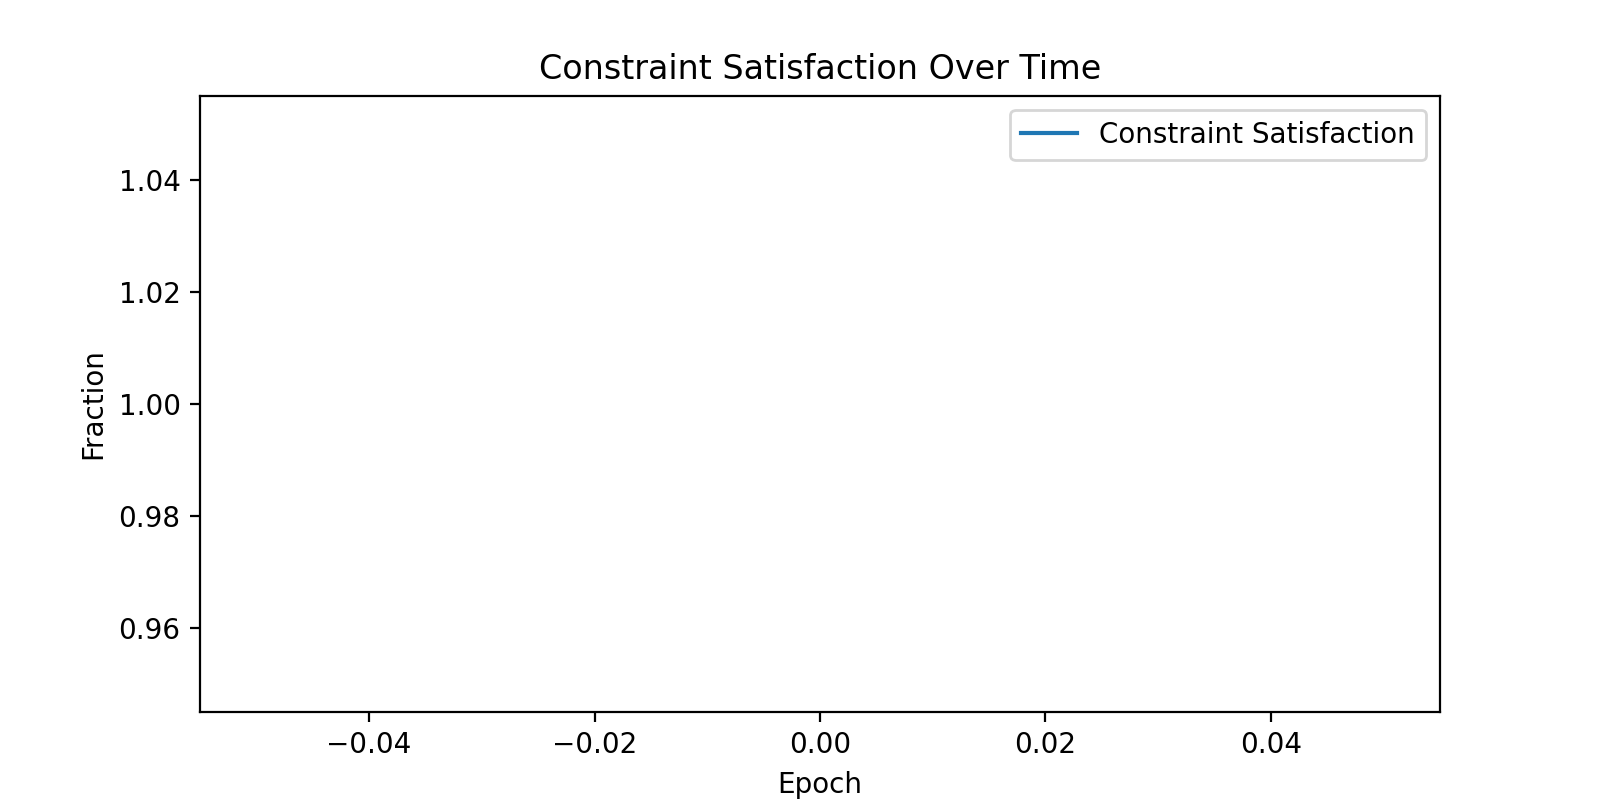 Constraint Satisfaction Over Time
Constraint Satisfaction
1.04
1.02
1.00
0.98
0.96
Fraction
−0.04
−0.02
0.00
0.02
0.04
Epoch